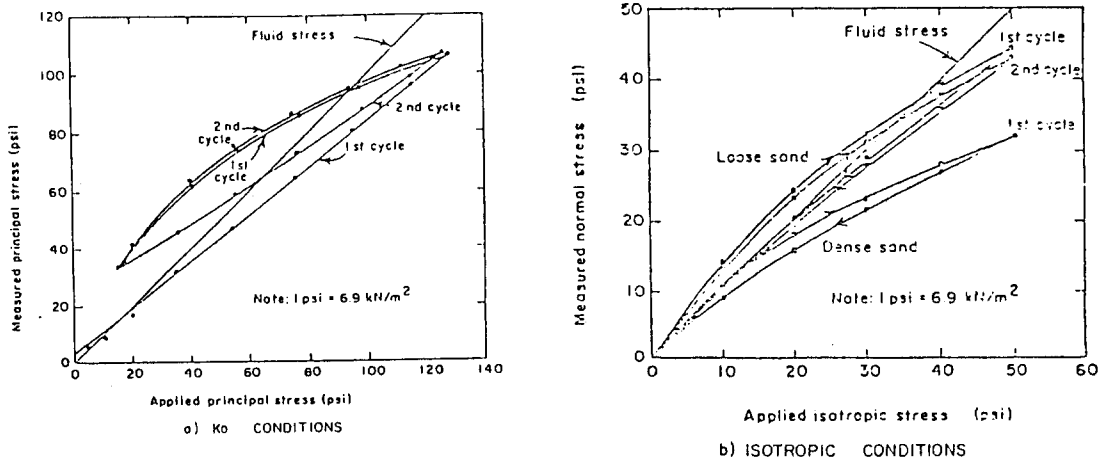 120
100
80
60
40
20
0
Measured principal stress (psi)
Fluid stress
2nd
cycle
1st
cycle
2nd cycle
1st cycle
Note: 1 psi = 6.9 kN/m²
0 20 40 60 80 100 120 140
Applied principal stress (psi)
a) Ko CONDITIONS
50
40
30
20
10
0
Measured normal stress (psi)
Fluid stress
1st cycle
2nd cycle
1st cycle
Loose sand
Dense sand
Note: 1 psi = 6.9 kN/m²
0 10 20 30 40 50 60
Applied isotropic stress (psi)
b) ISOTROPIC CONDITIONS